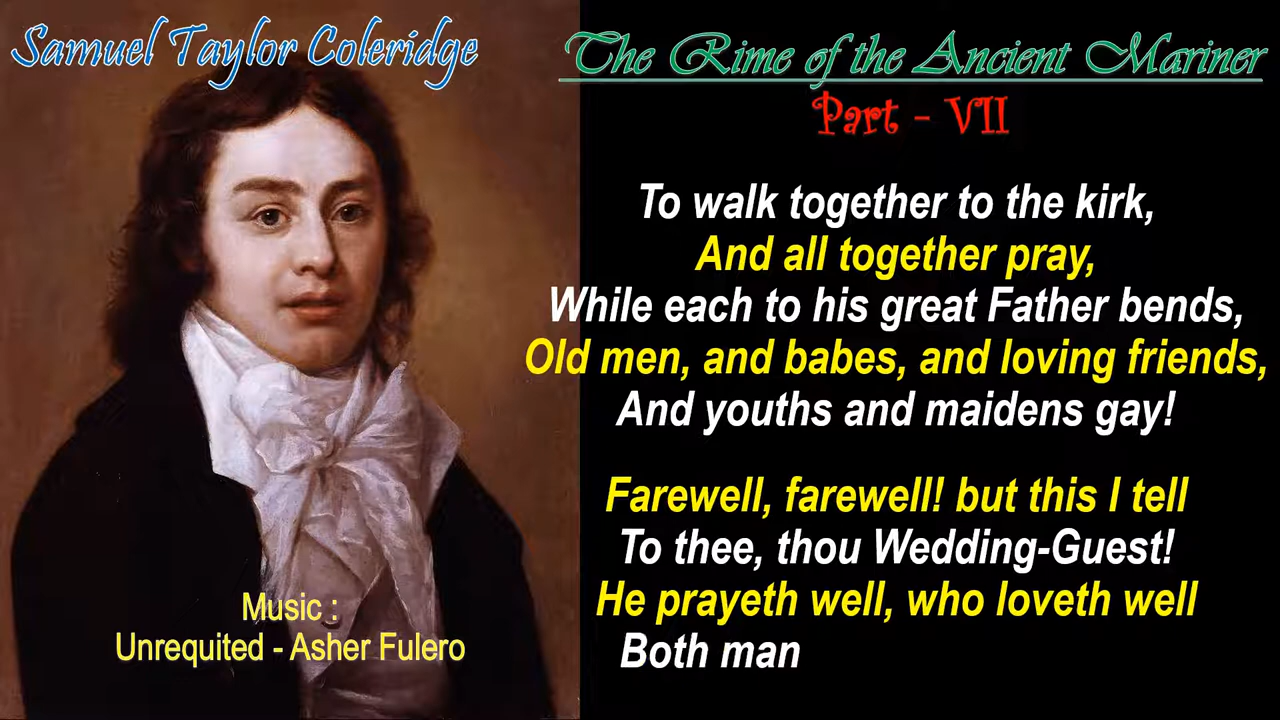 Samuel Taylor Coleridge
The Rime of the Ancient Mariner
Part - VII
To walk together to the kirk,
And all together pray,
While each to his great Father bends,
Old men, and babes, and loving friends,
And youths and maidens gay!
Farewell, farewell! but this I tell
To thee, thou Wedding-Guest!
He prayeth well, who loveth well
Both man
Music :
Unrequited - Asher Fulero